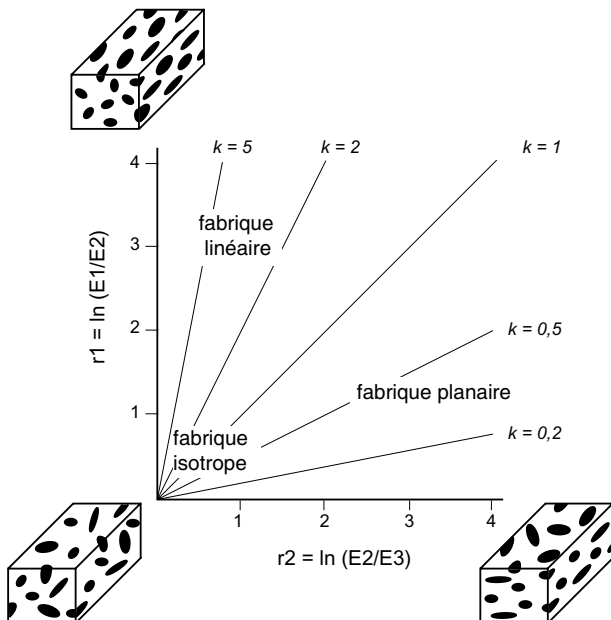 k = 5
k = 2
k = 1
4
fabrique
linéaire
3
r1 = ln (E1/E2)
2
k = 0,5
fabrique planaire
1
fabrique
isotrope
k = 0,2
1
2
3
4
r2 = ln (E2/E3)